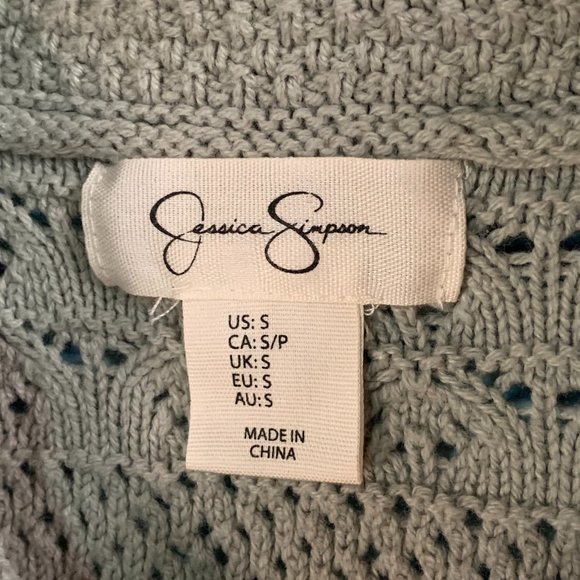 Jessica Simpson
US: S
CA: S/P
UK: S
EU: S
AU: S
MADE IN
CHINA